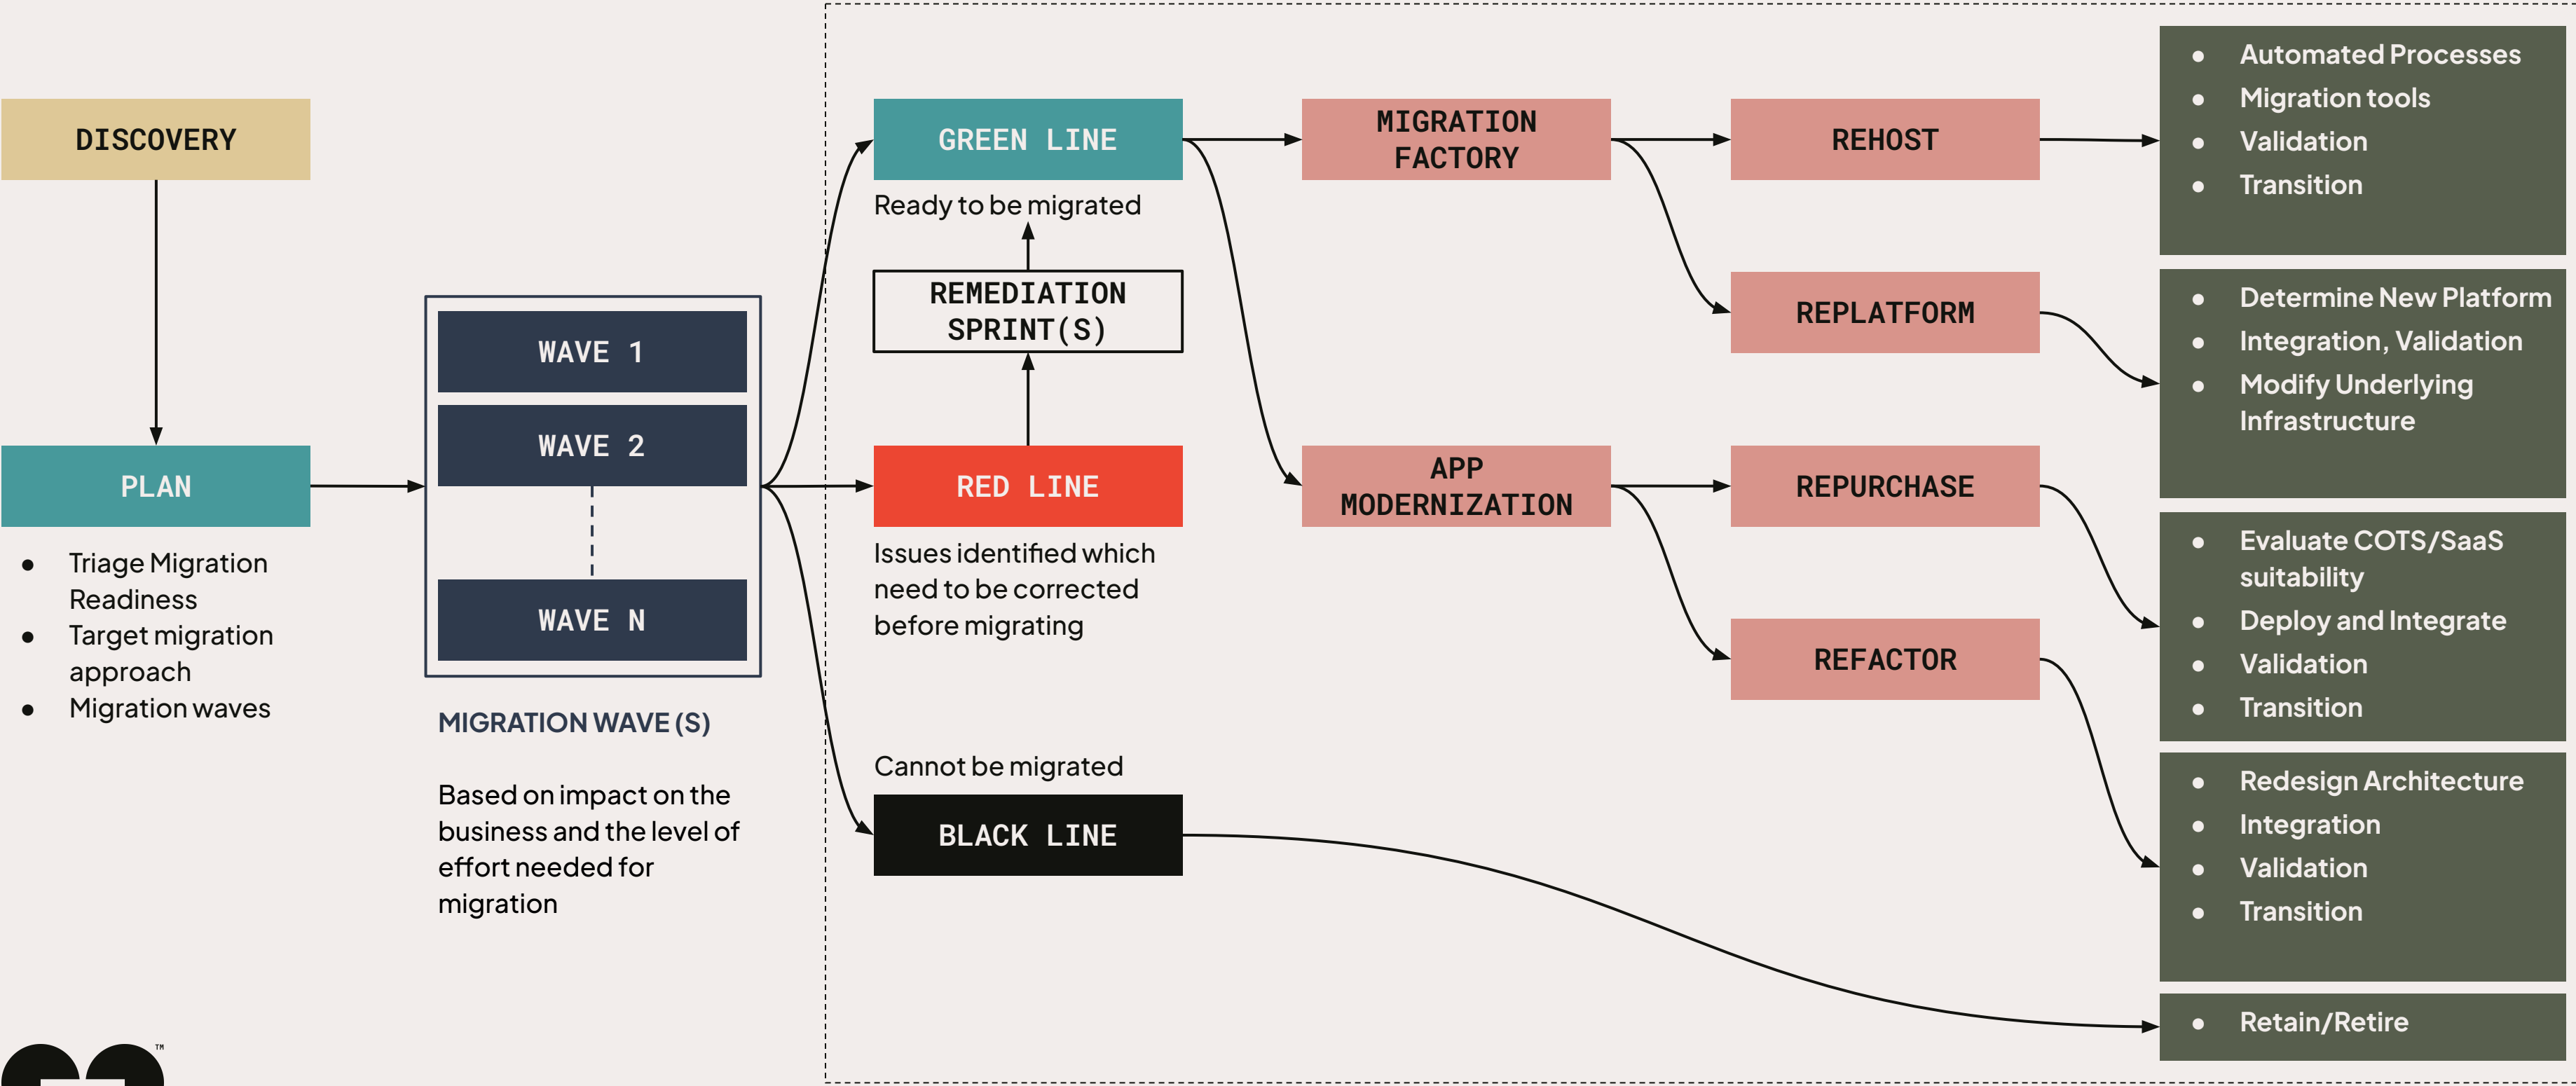 DISCOVERY
PLAN
● Triage Migration
Readiness
● Target migration
approach
● Migration waves
WAVE 1
WAVE 2
WAVE N
MIGRATION WAVE (S)
Based on impact on the
business and the level of
effort needed for
migration
GREEN LINE
Ready to be migrated
REMEDIATION
SPRINT(S)
RED LINE
Issues identified which
need to be corrected
before migrating
Cannot be migrated
BLACK LINE
MIGRATION
FACTORY
APP
MODERNIZATION
REHOST
REPLATFORM
REPURCHASE
REFACTOR
● Automated Processes
● Migration tools
● Validation
● Transition
● Determine New Platform
● Integration, Validation
● Modify Underlying
Infrastructure
● Evaluate COTS/SaaS
suitability
● Deploy and Integrate
● Validation
● Transition
● Redesign Architecture
● Integration
● Validation
● Transition
● Retain/Retire
TM